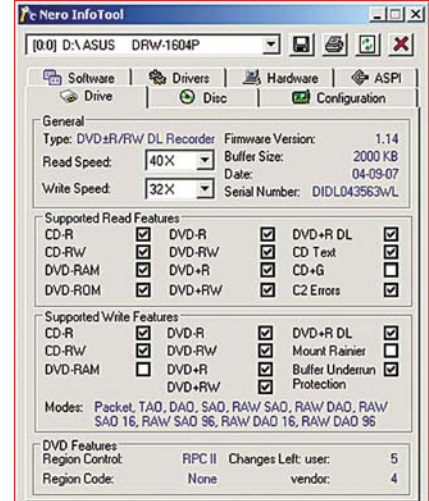 Nero InfoTool
[0:0] D:\ ASUS DRW-1604P
Software Drivers Hardware ASPI
Drive Disc Configuration
General
Type: DVD±R/RW DL Recorder Firmware Version: 1.14
Read Speed: 40X Buffer Size: 2000 KB
Date: 04-09-07
Write Speed: 32X Serial Number: DIDL043563WL
Supported Read Features
CD-R DVD-R DVD+R DL
CD-RW DVD-RW CD Text
DVD-RAM DVD+R CD+G
DVD-ROM DVD+RW C2 Errors
Supported Write Features
CD-R DVD-R DVD+R DL
CD-RW DVD-RW Mount Rainier
DVD-RAM DVD+R Buffer Underrun
DVD+RW Protection
Modes: Packet, TAO, DAO, SAO, RAW SAO, RAW DAO, RAW
SAO 16, RAW SAO 96, RAW DAO 16, RAW DAO 96
DVD Features
Region Control: RPC II Changes Left: user: 5
Region Code: None vendor: 4